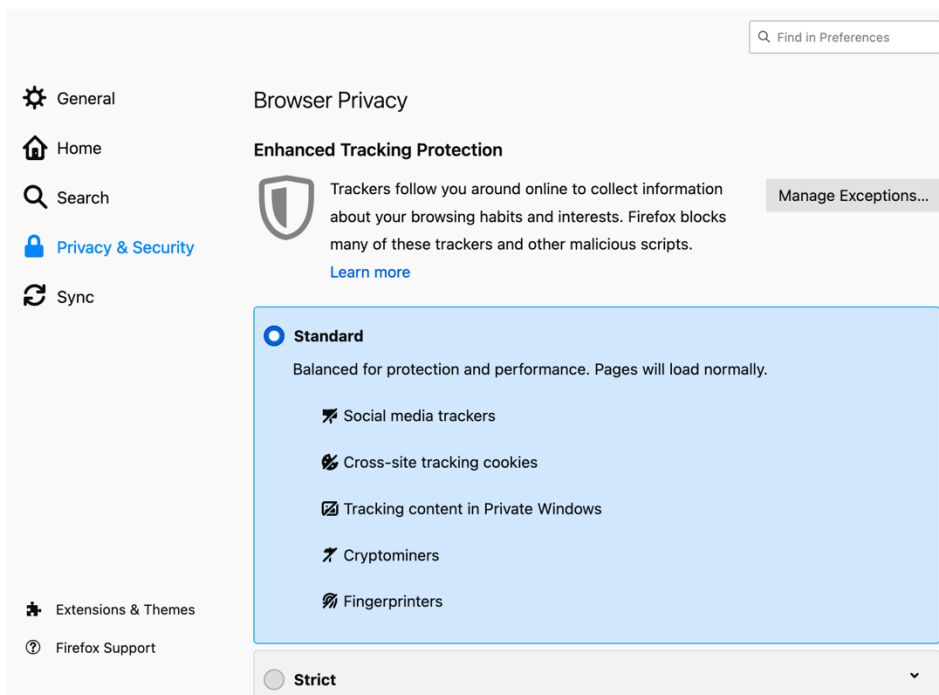 Find in Preferences
General
Home
Search
Privacy & Security
Sync
Extensions & Themes
Firefox Support
Browser Privacy
Enhanced Tracking Protection
Trackers follow you around online to collect information
about your browsing habits and interests. Firefox blocks
many of these trackers and other malicious scripts.
Learn more
Manage Exceptions...
Standard
Balanced for protection and performance. Pages will load normally.
Social media trackers
Cross-site tracking cookies
Tracking content in Private Windows
Cryptominers
Fingerprinters
Strict